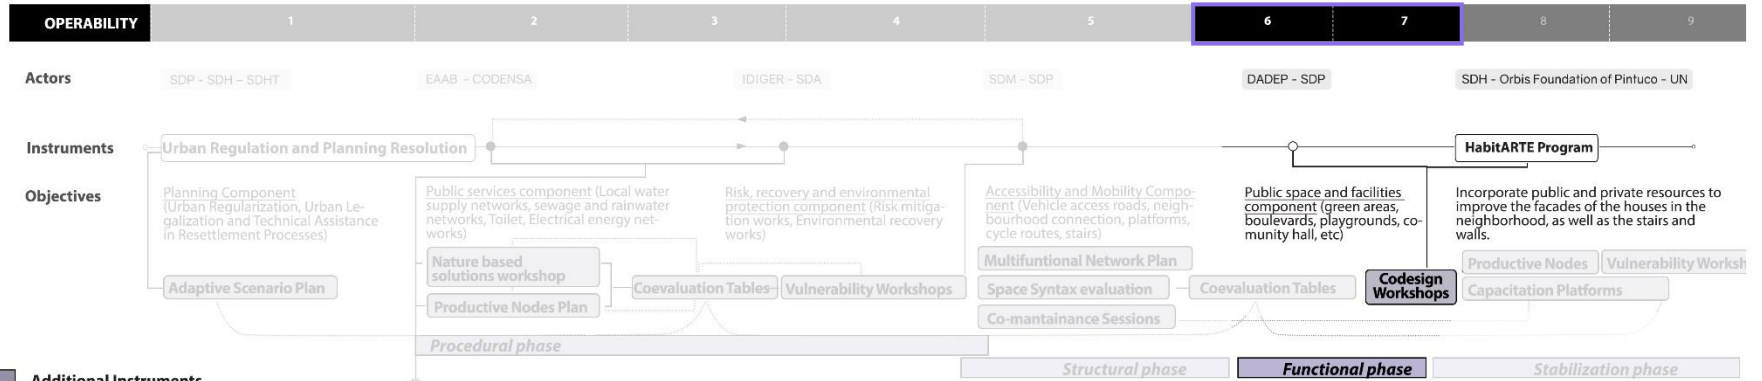 OPERABILITY 1 2 3 4 5 6 7 8 9
Actors
SDP - SDH – SDHT
EAAB - CODENSA
IDIGER – SDA
SDM – SDP
DADEP – SDP
SDH - Orbis Foundation of Pintuco - UN
Instruments
Urban Regulation and Planning Resolution
HabitARTE Program
Objectives
Planning Component
(Urban Regularization, Urban Le-
galization and Technical Assistance
in Resettlement Processes)
Public services component (Local water
supply networks, sewage and rainwater
networks, Toilet, Electrical energy net-
works)
Risk, recovery and environmental
protection component (Risk mitiga-
tion works, Environmental recovery
works)
Accessibility and Mobility Compo-
nent (Vehicle access roads, neigh-
bourhood connection, platforms,
cycle routes, stairs)
Public space and facilities
component (green areas,
boulevards, playgrounds, co-
munity hall, etc)
Incorporate public and private resources to
improve the facades of the houses in the
neighborhood, as well as the stairs and
walls.
Adaptive Scenario Plan
Nature based
solutions workshop
Productive Nodes Plan
Coevaluation Tables
Vulnerability Workshops
Multifuntional Network Plan
Space Syntax evaluation
Co-mantainance Sessions
Coevaluation Tables
Codesign
Workshops
Productive Nodes
Vulnerability Worksh
Capacitation Platforms
Procedural phase
Structural phase
Functional phase
Stabilization phase
Additional Instruments